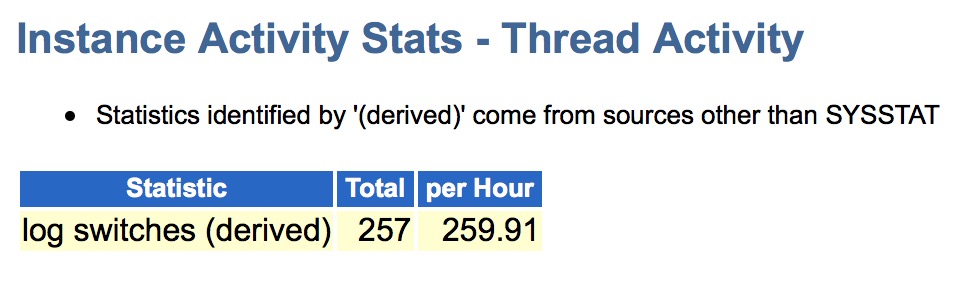 Instance Activity Stats - Thread Activity
• Statistics identified by '(derived)' come from sources other than SYSSTAT
Statistic Total per Hour
log switches (derived) 257 259.91